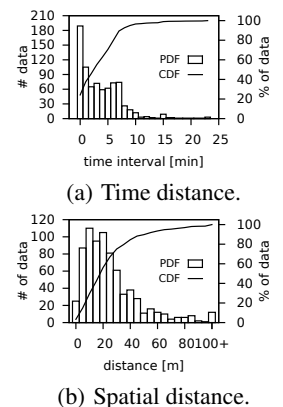 210
180
150
120
90
60
30
0
# data
100
80
60
40
20
0
% of data
PDF
CDF
0 5 10 15 20 25
time interval [min]
(a) Time distance.
120
100
80
60
40
20
0
# of data
100
80
60
40
20
0
% of data
PDF
CDF
0 20 40 60 80100+
distance [m]
(b) Spatial distance.